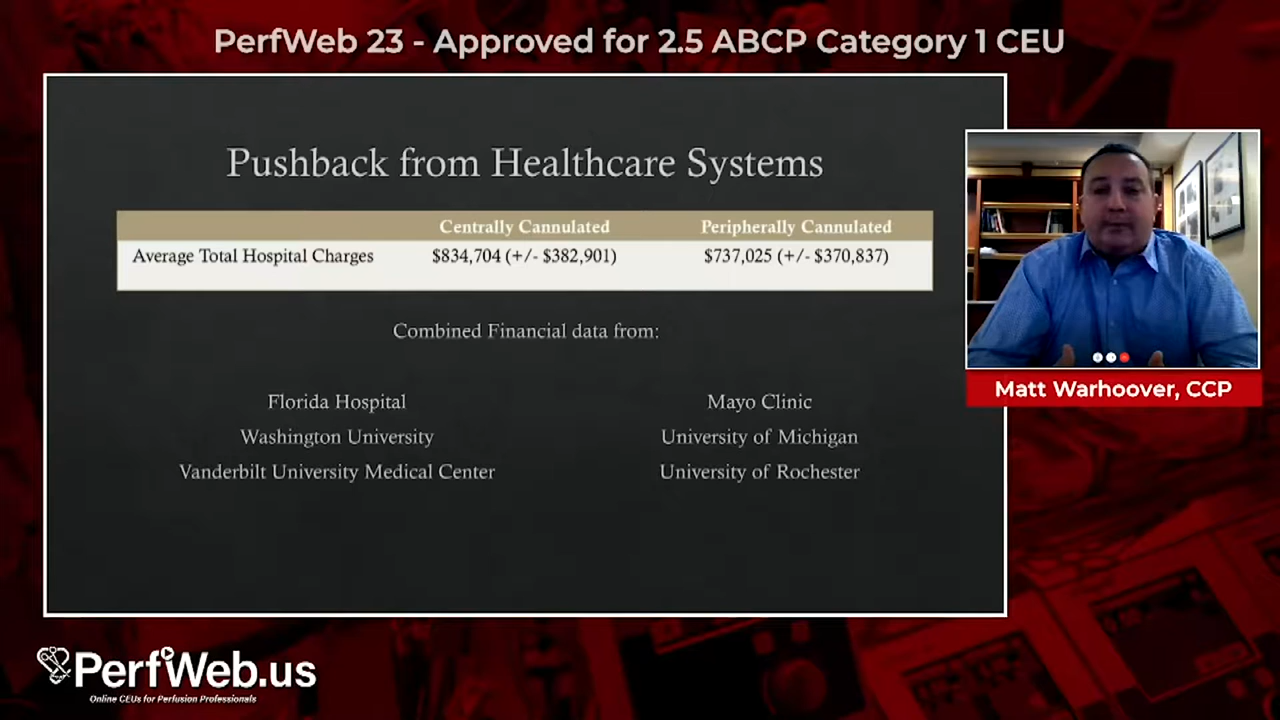 PerfWeb 23 - Approved for 2.5 ABCP Category 1 CEU
Pushback from Healthcare Systems
Centrally Cannulated Peripherally Cannulated
Average Total Hospital Charges $834,704 (+/- $382,901) $737,025 (+/- $370,837)
Combined Financial data from:
Florida Hospital Mayo Clinic
Washington University University of Michigan
Vanderbilt University Medical Center University of Rochester
Matt Warhoover, CCP
PerfWeb.us
Online CEUs for Perfusion Professionals